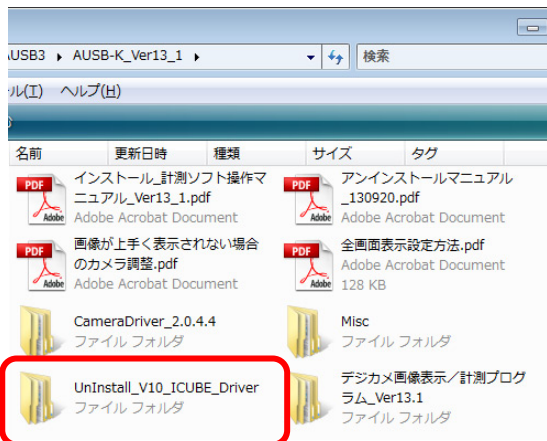 AUSB3 ▸ AUSB-K_Ver13_1 ▸
検索
ル(T) ヘルプ(H)
名前 更新日時 種類 サイズ タグ
PDF
Adobe
インストール_計測ソフト操作マ
ニュアル_Ver13_1.pdf
Adobe Acrobat Document
PDF
Adobe
アンインストールマニュアル
_130920.pdf
Adobe Acrobat Document
PDF
Adobe
画像が上手く表示されない場合
のカメラ調整.pdf
Adobe Acrobat Document
PDF
Adobe
全画面表示設定方法.pdf
Adobe Acrobat Document
128 KB
CameraDriver_2.0.4.4
ファイル フォルダ
Misc
ファイル フォルダ
UnInstall_V10_ICUBE_Driver
ファイル フォルダ
デジカメ画像表示／計測プログ
ラム_Ver13.1
ファイル フォルダ